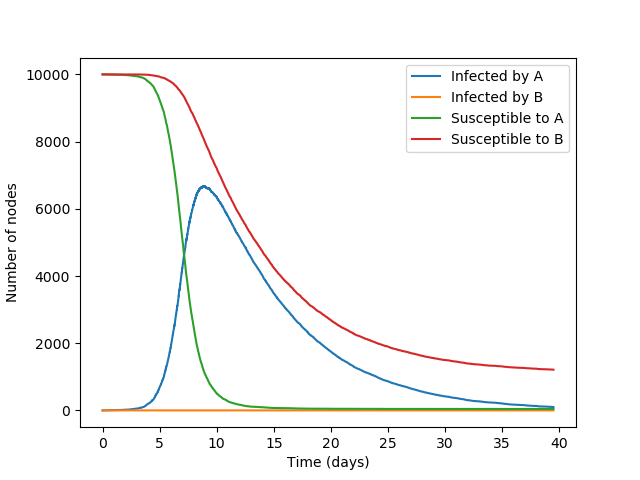 Number of nodes
10000
8000
6000
4000
2000
0
Infected by A
Infected by B
Susceptible to A
Susceptible to B
0 5 10 15 20 25 30 35 40
Time (days)